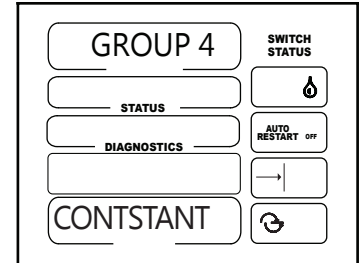 GROUP 4
SWITCH
STATUS
STATUS
AUTO
RESTART OFF
DIAGNOSTICS
CONTSTANT